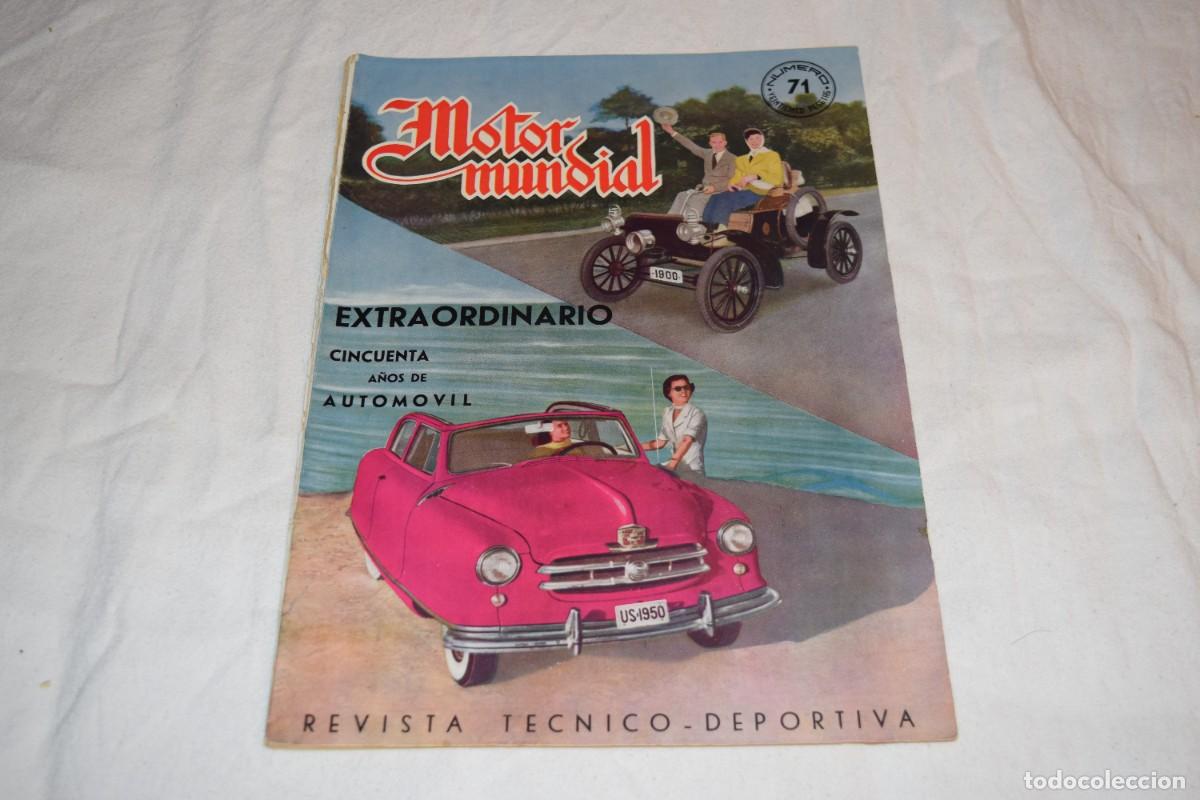 NUMERO
71
Motor
mundial
1900
EXTRAORDINARIO
CINCUENTA
AÑOS DE
AUTOMOVIL
US-1950
REVISTA TECNICO-DEPORTIVA
todocoleccion